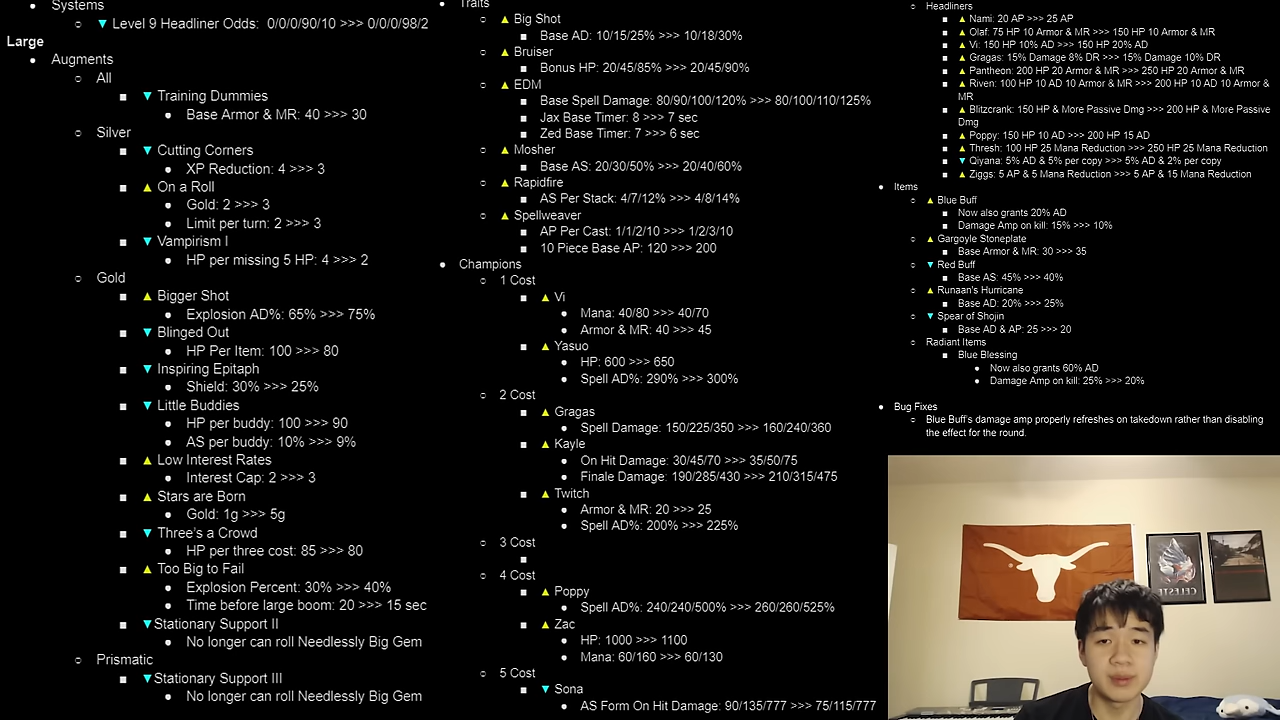 Systems
▼ Level 9 Headliner Odds: 0/0/0/90/10 >>> 0/0/0/98/2
Large
Augments
All
▼ Training Dummies
Base Armor & MR: 40 >>> 30
Silver
▼ Cutting Corners
XP Reduction: 4 >>> 3
▲ On a Roll
Gold: 2 >>> 3
Limit per turn: 2 >>> 3
▼ Vampirism I
HP per missing 5 HP: 4 >>> 2
Gold
▲ Bigger Shot
Explosion AD%: 65% >>> 75%
▼ Blinged Out
HP Per Item: 100 >>> 80
▼ Inspiring Epitaph
Shield: 30% >>> 25%
▼ Little Buddies
HP per buddy: 100 >>> 90
AS per buddy: 10% >>> 9%
▲ Low Interest Rates
Interest Cap: 2 >>> 3
▲ Stars are Born
Gold: 1g >>> 5g
▼ Three's a Crowd
HP per three cost: 85 >>> 80
▲ Too Big to Fail
Explosion Percent: 30% >>> 40%
Time before large boom: 20 >>> 15 sec
▼Stationary Support II
No longer can roll Needlessly Big Gem
Prismatic
▼Stationary Support III
No longer can roll Needlessly Big Gem
Traits
▲ Big Shot
Base AD: 10/15/25% >>> 10/18/30%
▲ Bruiser
Bonus HP: 20/45/85% >>> 20/45/90%
▲ EDM
Base Spell Damage: 80/90/100/120% >>> 80/100/110/125%
Jax Base Timer: 8 >>> 7 sec
Zed Base Timer: 7 >>> 6 sec
▲ Mosher
Base AS: 20/30/50% >>> 20/40/60%
▲ Rapidfire
AS Per Stack: 4/7/12% >>> 4/8/14%
▲ Spellweaver
AP Per Cast: 1/1/2/10 >>> 1/2/3/10
10 Piece Base AP: 120 >>> 200
Champions
1 Cost
▲ Vi
Mana: 40/80 >>> 40/70
Armor & MR: 40 >>> 45
▲ Yasuo
HP: 600 >>> 650
Spell AD%: 290% >>> 300%
2 Cost
▲ Gragas
Spell Damage: 150/225/350 >>> 160/240/360
▲ Kayle
On Hit Damage: 30/45/70 >>> 35/50/75
Finale Damage: 190/285/430 >>> 210/315/475
▲ Twitch
Armor & MR: 20 >>> 25
Spell AD%: 200% >>> 225%
3 Cost
4 Cost
▲ Poppy
Spell AD%: 240/240/500% >>> 260/260/525%
▲ Zac
HP: 1000 >>> 1100
Mana: 60/160 >>> 60/130
5 Cost
▼ Sona
AS Form On Hit Damage: 90/135/777 >>> 75/115/777
Headliners
▲ Nami: 20 AP >>> 25 AP
▲ Olaf: 75 HP 10 Armor & MR >>> 150 HP 10 Armor & MR
▲ Vi: 150 HP 10% AD >>> 150 HP 20% AD
▲ Gragas: 15% Damage 8% DR >>> 15% Damage 10% DR
▲ Pantheon: 200 HP 20 Armor & MR >>> 250 HP 20 Armor & MR
▲ Riven: 100 HP 10 AD 10 Armor & MR >>> 200 HP 10 AD 10 Armor &
MR
▲ Blitzcrank: 150 HP & More Passive Dmg >>> 200 HP & More Passive
Dmg
▲ Poppy: 150 HP 10 AD >>> 200 HP 15 AD
▲ Thresh: 100 HP 25 Mana Reduction >>> 250 HP 25 Mana Reduction
▼ Qiyana: 5% AD & 5% per copy >>> 5% AD & 2% per copy
▲ Ziggs: 5 AP & 5 Mana Reduction >>> 5 AP & 15 Mana Reduction
Items
▲ Blue Buff
Now also grants 20% AD
Damage Amp on kill: 15% >>> 10%
▲ Gargoyle Stoneplate
Base Armor & MR: 30 >>> 35
▼ Red Buff
Base AS: 45% >>> 40%
▲ Runaan's Hurricane
Base AD: 20% >>> 25%
▼ Spear of Shojin
Base AD & AP: 25 >>> 20
Radiant Items
Blue Blessing
Now also grants 60% AD
Damage Amp on kill: 25% >>> 20%
Bug Fixes
Blue Buff's damage amp properly refreshes on takedown rather than disabling
the effect for the round.
CELESTE